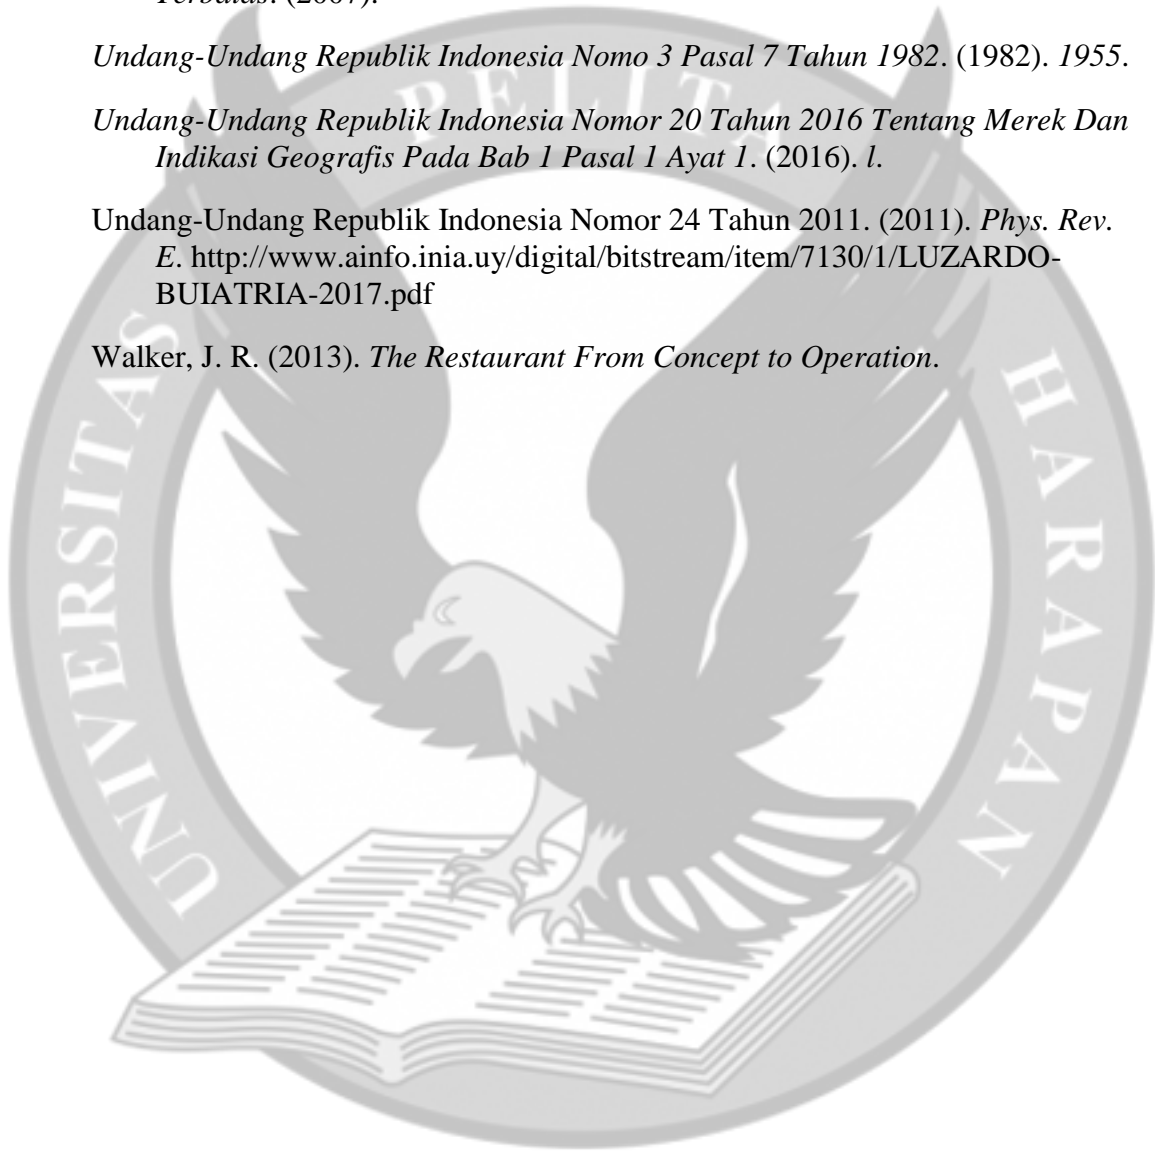 Terbatas. (2007).
Undang-Undang Republik Indonesia Nomo 3 Pasal 7 Tahun 1982. (1982). 1955.
Undang-Undang Republik Indonesia Nomor 20 Tahun 2016 Tentang Merek Dan
Indikasi Geografis Pada Bab 1 Pasal 1 Ayat 1. (2016). l.
Undang-Undang Republik Indonesia Nomor 24 Tahun 2011. (2011). Phys. Rev.
E. http://www.ainfo.inia.uy/digital/bitstream/item/7130/1/LUZARDO-
BUIATRIA-2017.pdf
Walker, J. R. (2013). The Restaurant From Concept to Operation.
UNIVERSITAS PELITA HARAPAN